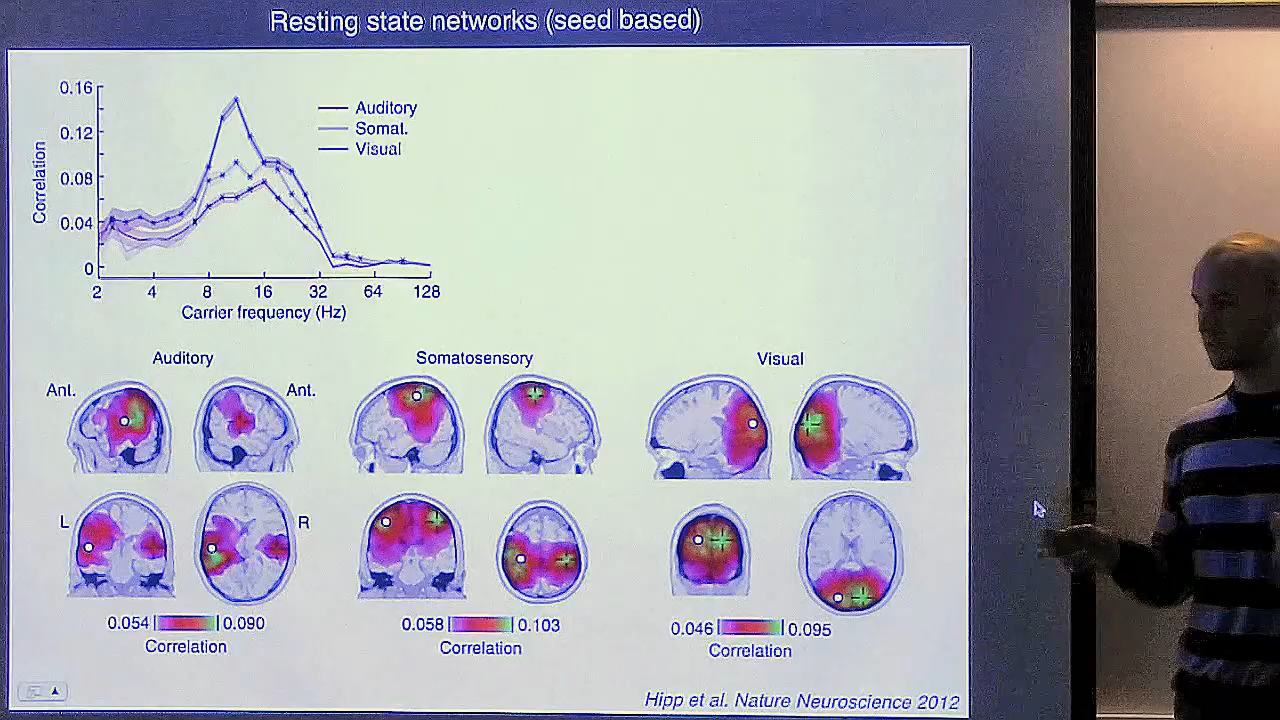 Resting state networks (seed based)
0.16
0.12
0.08
0.04
0
Correlation
Auditory
Somat.
Visual
2 4 8 16 32 64 128
Carrier frequency (Hz)
Auditory
Somatosensory
Visual
Ant.
Ant.
L
R
0.054 0.090
Correlation
0.058 0.103
Correlation
0.046 0.095
Correlation
Hipp et al. Nature Neuroscience 2012